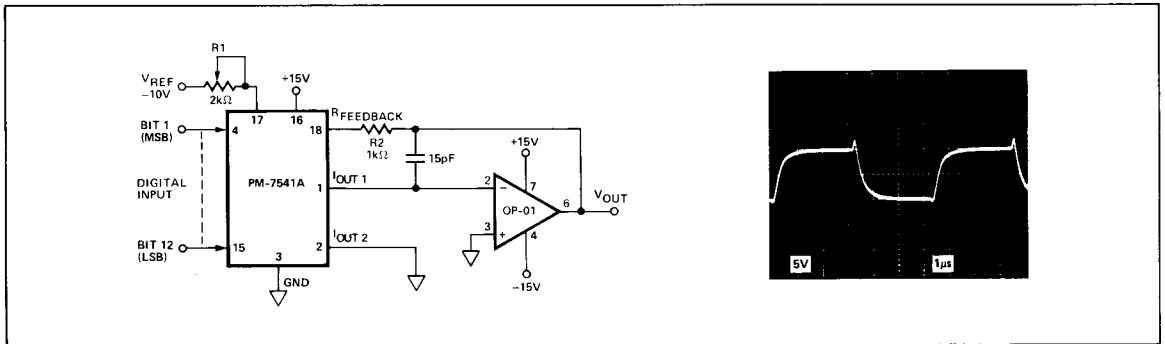 R1
VREF
-10V
2kΩ
+15V
17
16
RFEEDBACK
18
R2
1kΩ
15pF
BIT 1
(MSB)
4
DIGITAL
INPUT
PM-7541A
1
IOUT 1
BIT 12
(LSB)
15
2
IOUT 2
3
GND
+15V
2
−
7
OP-01
6
VOUT
3
+
4
-15V
5V
1µs